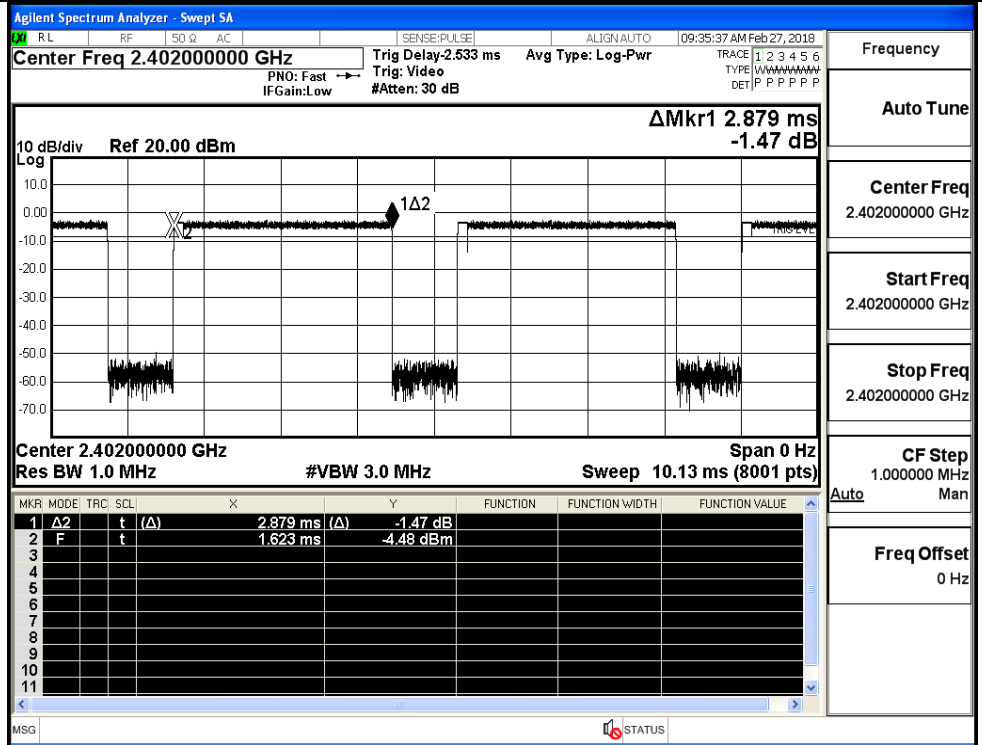 Agilent Spectrum Analyzer - Swept SA
LXI RL RF 50 Ω AC SENSE:PULSE ALIGNAUTO 09:35:37 AM Feb 27, 2018
Center Freq 2.402000000 GHz
PNO: Fast
IFGain:Low
Trig Delay-2.533 ms
Trig: Video
#Atten: 30 dB
Avg Type: Log-Pwr
TRACE 1 2 3 4 5 6
TYPE WWWWWW
DET P P P P P P
ΔMkr1 2.879 ms
-1.47 dB
10 dB/div Ref 20.00 dBm
Log
10.0
0.00
-10.0
-20.0
-30.0
-40.0
-50.0
-60.0
-70.0
1Δ2
2
Center 2.402000000 GHz Span 0 Hz
Res BW 1.0 MHz #VBW 3.0 MHz Sweep 10.13 ms (8001 pts)
MKR MODE TRC SCL X Y FUNCTION FUNCTION WIDTH FUNCTION VALUE
1 Δ2 t (Δ) 2.879 ms (Δ) -1.47 dB
2 F t 1.623 ms -4.48 dBm
3
4
5
6
7
8
9
10
11
MSG STATUS
Frequency
Auto Tune
Center Freq
2.402000000 GHz
Start Freq
2.402000000 GHz
Stop Freq
2.402000000 GHz
CF Step
1.000000 MHz
Auto Man
Freq Offset
0 Hz